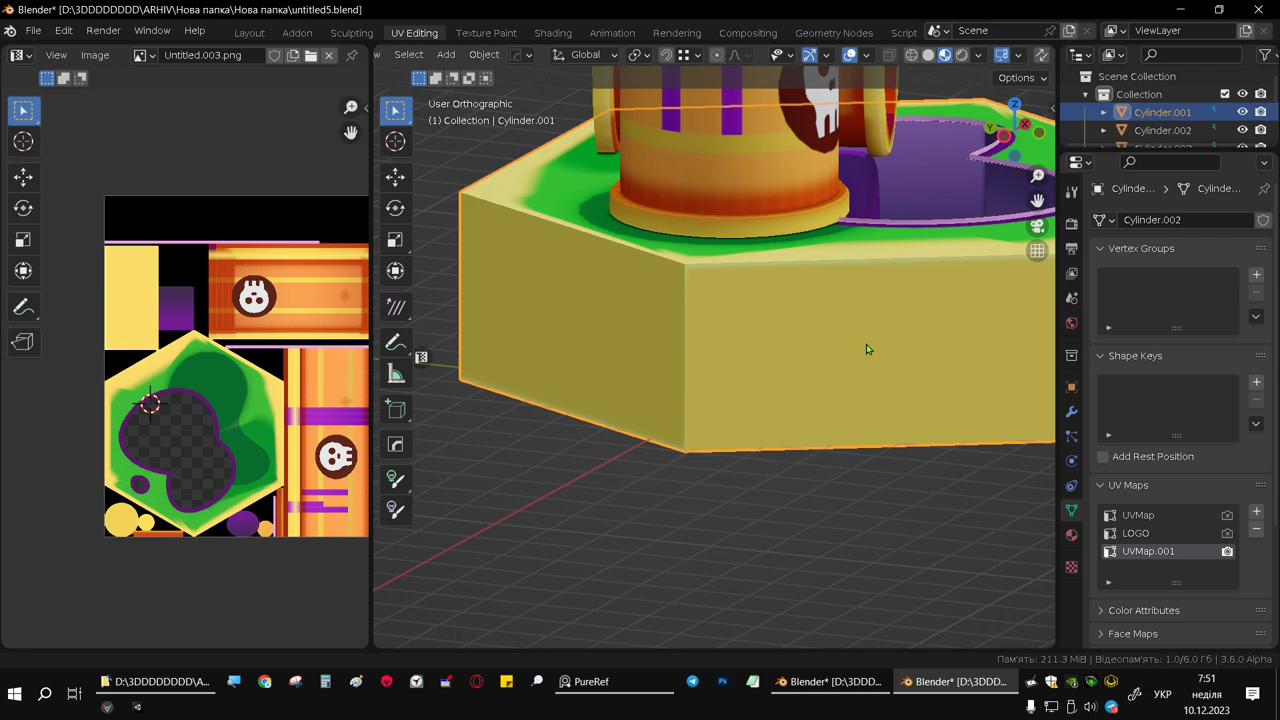 Blender* [D:\3DDDDDDDD\ARHIV\Нова папка\Нова папка\untitled5.blend]
File Edit Render Window Help Layout Addon Sculpting UV Editing Texture Paint Shading Animation Rendering Compositing Geometry Nodes Script Scene ViewLayer
View Image Untitled.003.png Select Add Object Global
Options
User Orthographic
(1) Collection | Cylinder.001
Scene Collection
Collection
Cylinder.001
Cylinder.002
Cylinde... Cylinde...
Cylinder.002
Vertex Groups
Shape Keys
Add Rest Position
UV Maps
UVMap
LOGO
UVMap.001
Color Attributes
Face Maps
Пам'ять: 211.3 MiB | Відеопам'ять: 1.0/6.0 Гб | 3.6.0 Alpha
D:\3DDDDDDDD\A... PureRef Blender* [D:\3DDD... Blender* [D:\3DDD... УКР 7:51
неділя
10.12.2023